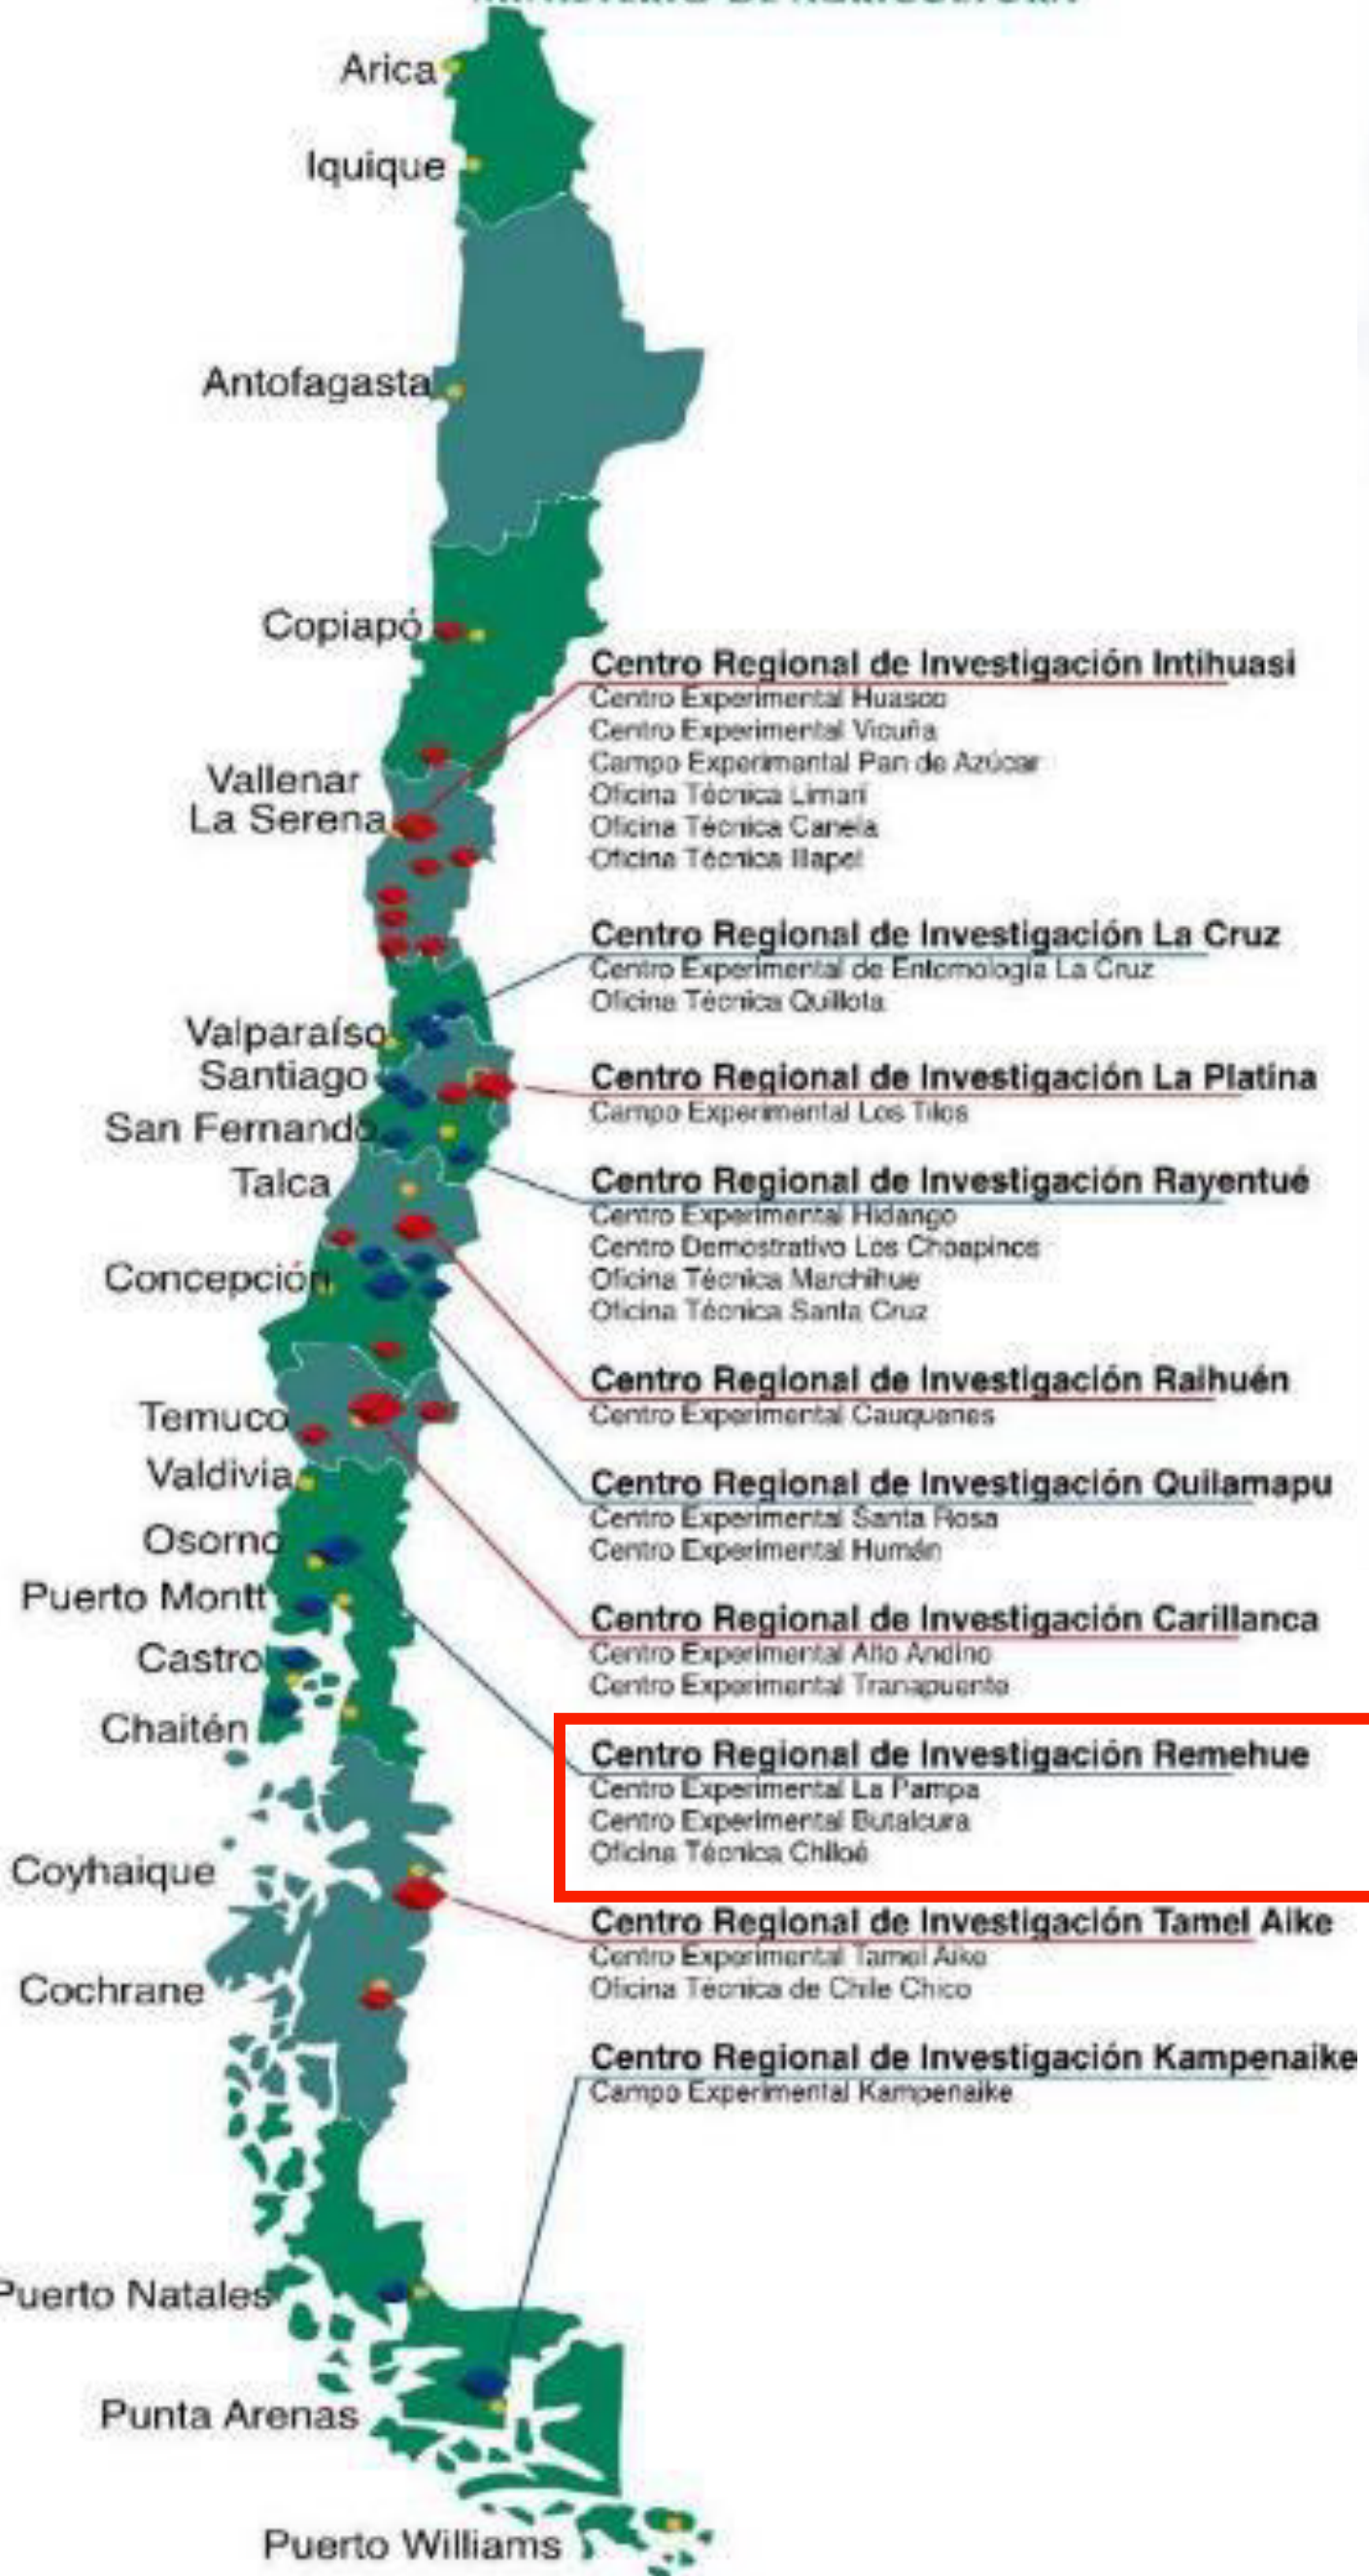 Arica
Iquique
Antofagasta
Copiapó
Vallenar
La Serena
Valparaíso
Santiago
San Fernando
Talca
Concepción
Temuco
Valdivia
Osorno
Puerto Montt
Castro
Chaitén
Coyhaique
Cochrane
Puerto Natales
Punta Arenas
Puerto Williams
Centro Regional de Investigación Intihuasi
Centro Experimental Huasco
Centro Experimental Vicuña
Campo Experimental Pan de Azúcar
Oficina Técnica Limarí
Oficina Técnica Canela
Oficina Técnica Illapel
Centro Regional de Investigación La Cruz
Centro Experimental de Entomología La Cruz
Oficina Técnica Quillota
Centro Regional de Investigación La Platina
Campo Experimental Los Tilos
Centro Regional de Investigación Rayentué
Centro Experimental Hidango
Centro Demostrativo Los Choapinos
Oficina Técnica Marchihue
Oficina Técnica Santa Cruz
Centro Regional de Investigación Raihuén
Centro Experimental Cauquenes
Centro Regional de Investigación Quilamapu
Centro Experimental Santa Rosa
Centro Experimental Humán
Centro Regional de Investigación Carillanca
Centro Experimental Alto Andino
Centro Experimental Tranapuente
Centro Regional de Investigación Remehue
Centro Experimental La Pampa
Centro Experimental Butalcura
Oficina Técnica Chiloé
Centro Regional de Investigación Tamel Aike
Centro Experimental Tamel Aike
Oficina Técnica de Chile Chico
Centro Regional de Investigación Kampenaike
Campo Experimental Kampenaike